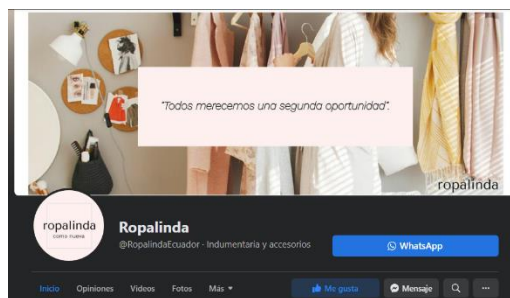 "Todos merecemos una segunda oportunidad".
ropalinda
ropalinda
como nueva
Ropalinda
@RopalindaEcuador · Indumentaria y accesorios
WhatsApp
Inicio Opiniones Videos Fotos Más
Me gusta Mensaje